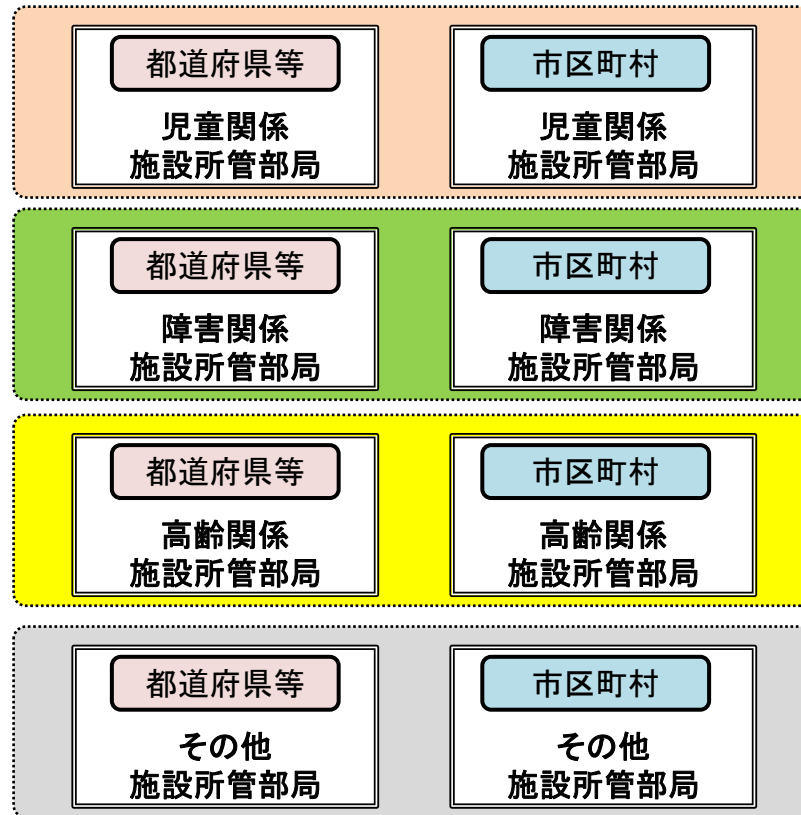 都道府県等
児童関係
施設所管部局
市区町村
児童関係
施設所管部局
都道府県等
障害関係
施設所管部局
市区町村
障害関係
施設所管部局
都道府県等
高齢関係
施設所管部局
市区町村
高齢関係
施設所管部局
都道府県等
その他
施設所管部局
市区町村
その他
施設所管部局